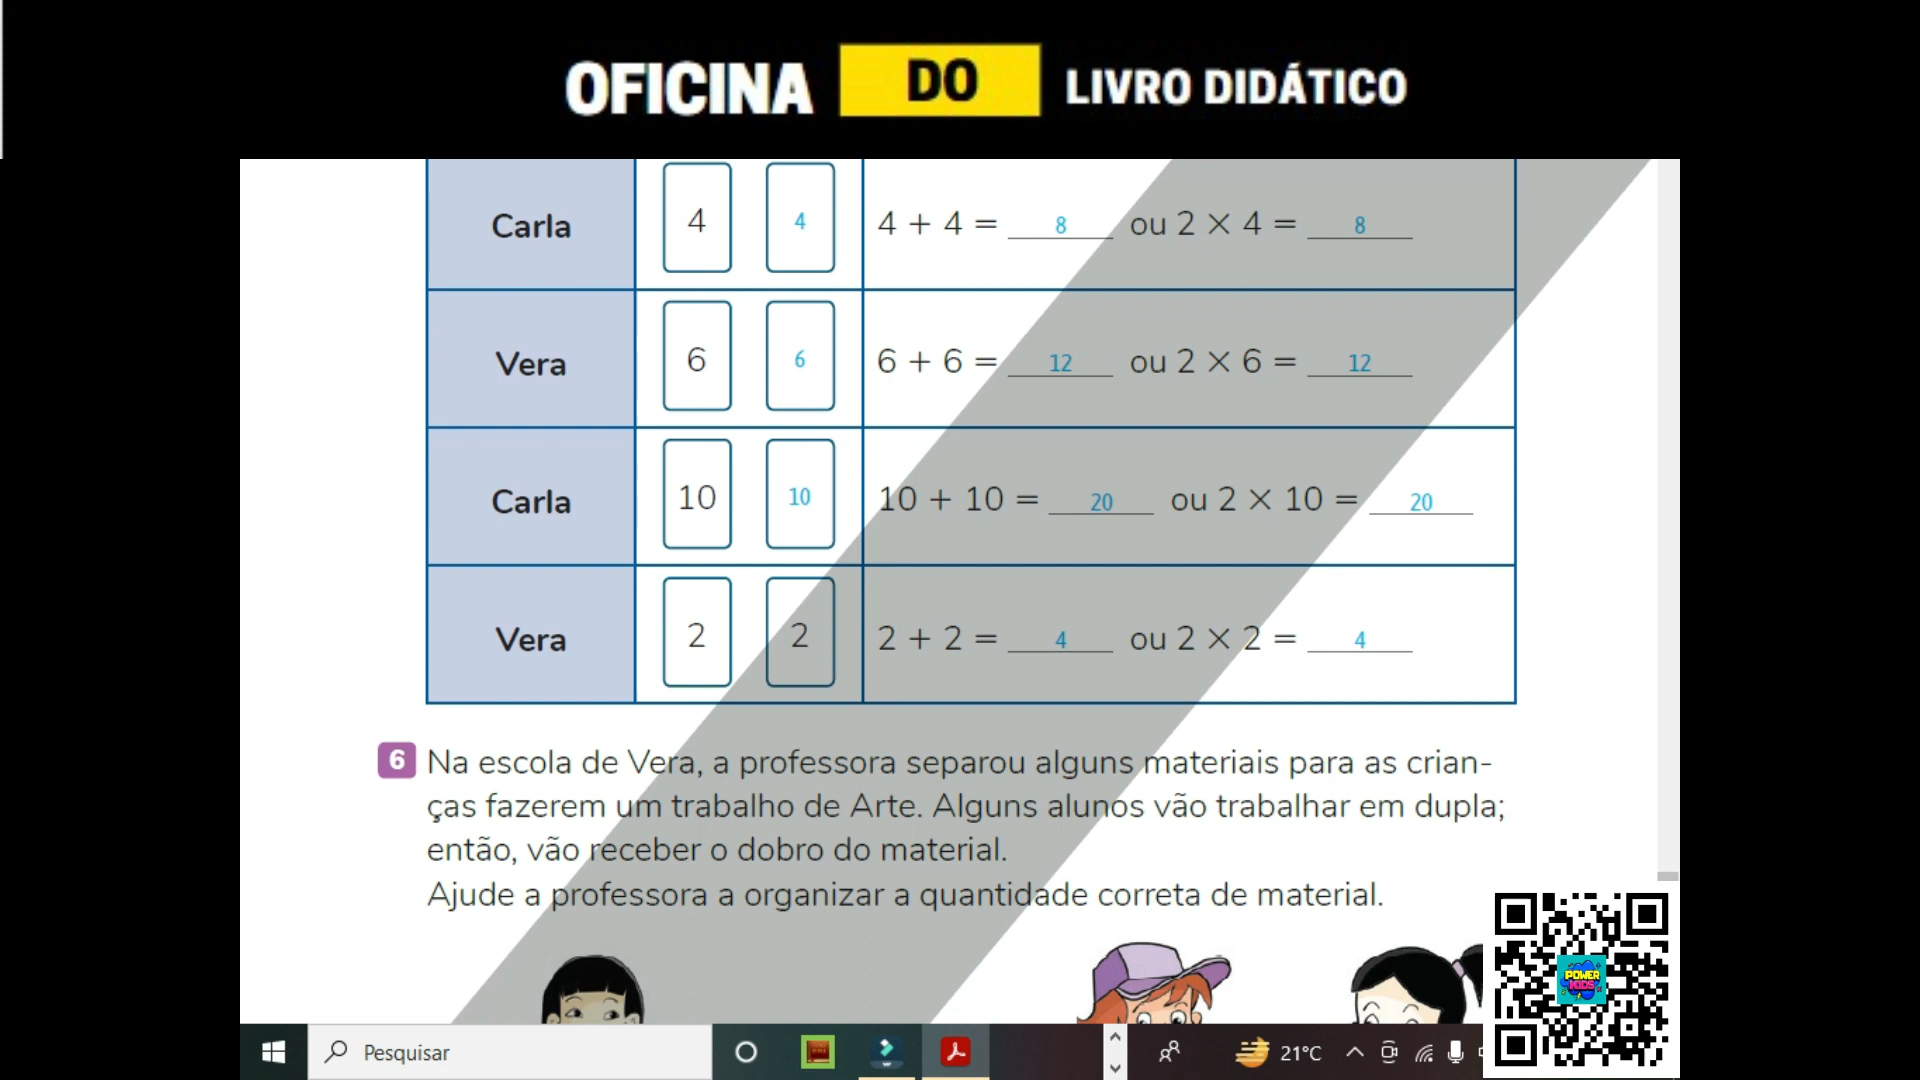 OFICINA DO LIVRO DIDÁTICO
Carla 4 4 4 + 4 = 8 ou 2 × 4 = 8
Vera 6 6 6 + 6 = 12 ou 2 × 6 = 12
Carla 10 10 10 + 10 = 20 ou 2 × 10 = 20
Vera 2 2 2 + 2 = 4 ou 2 × 2 = 4
6 Na escola de Vera, a professora separou alguns materiais para as crian-
ças fazerem um trabalho de Arte. Alguns alunos vão trabalhar em dupla;
então, vão receber o dobro do material.
Ajude a professora a organizar a quantidade correta de material.
POWER
KIDS
Pesquisar 21°C